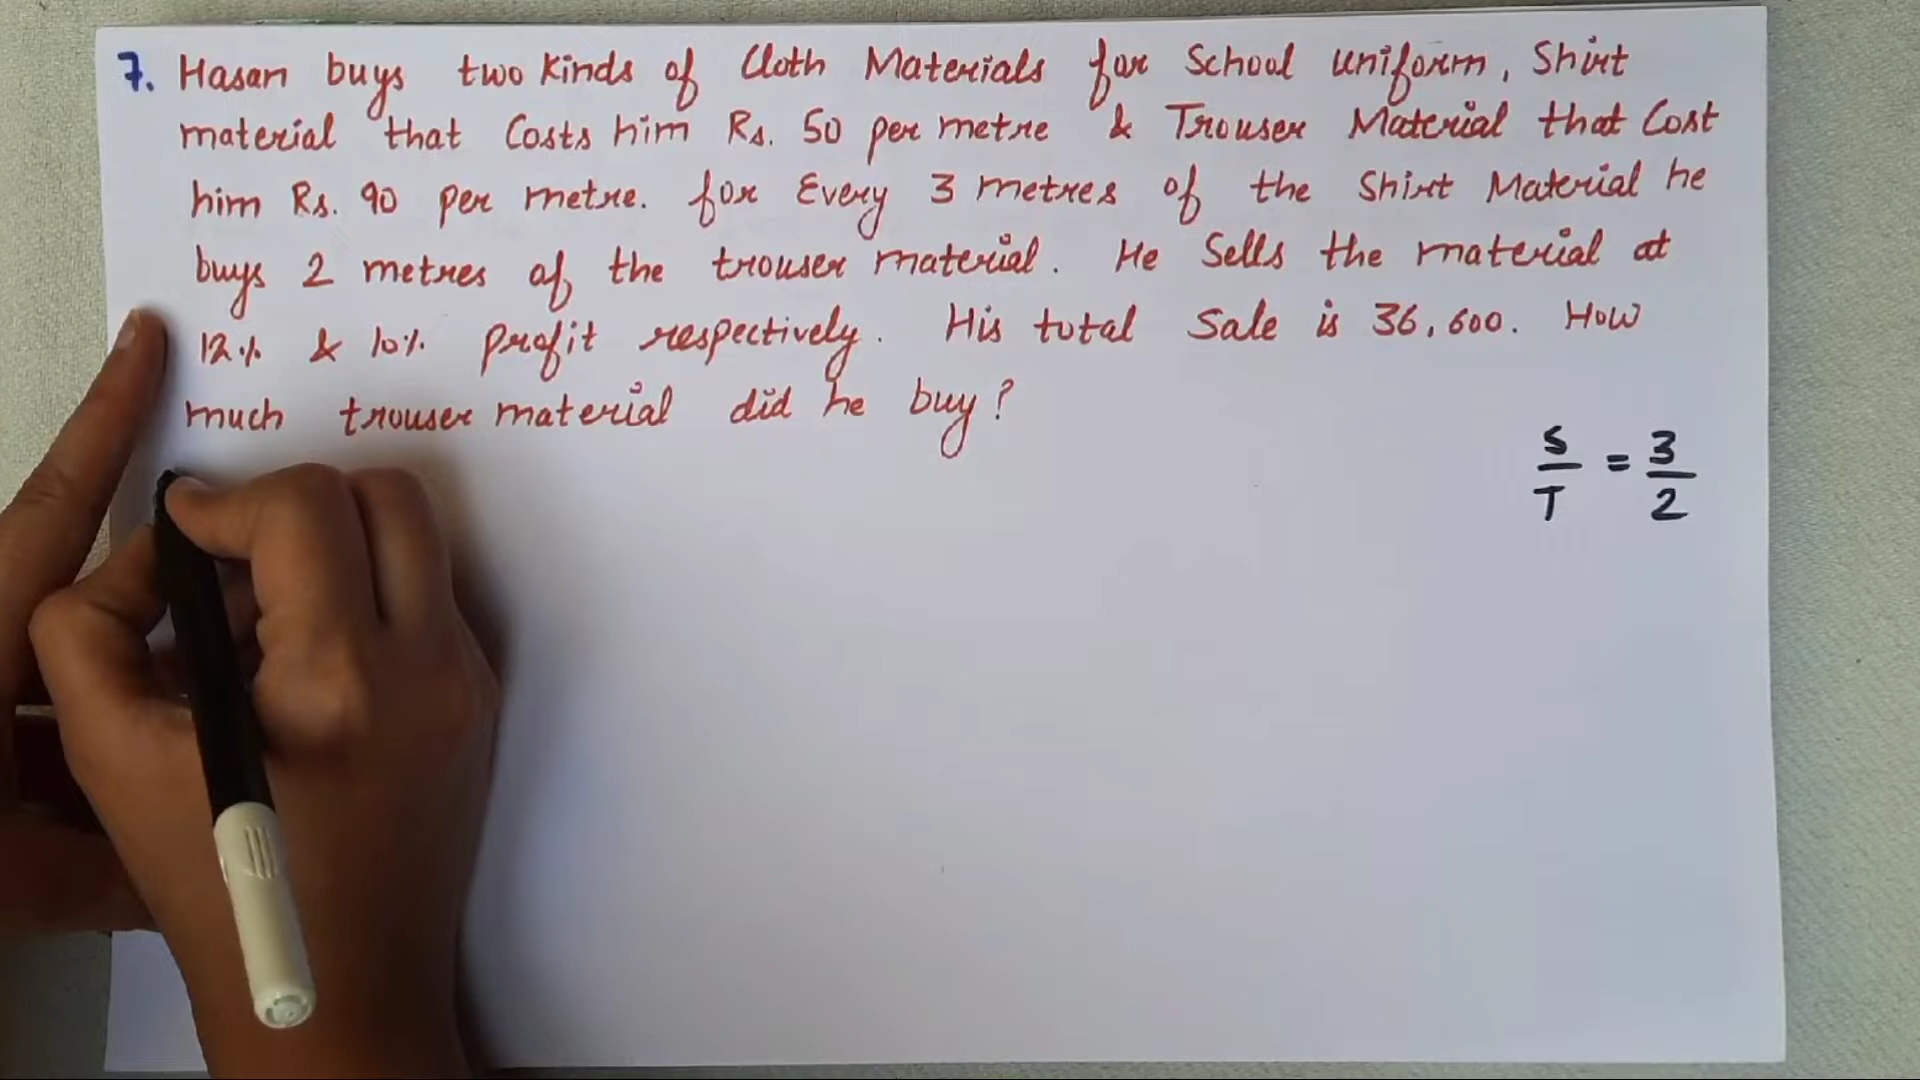 7. Hasan buys two kinds of Cloth Materials for School uniform, Shirt
material that Costs him Rs. 50 per metre & Trouser Material that Cost
him Rs. 90 per metre. for Every 3 metres of the Shirt Material he
buys 2 metres of the trouser material. He Sells the material at
12% & 10% profit respectively. His total Sale is 36,600. How
much trouser material did he buy?
S/T = 3/2